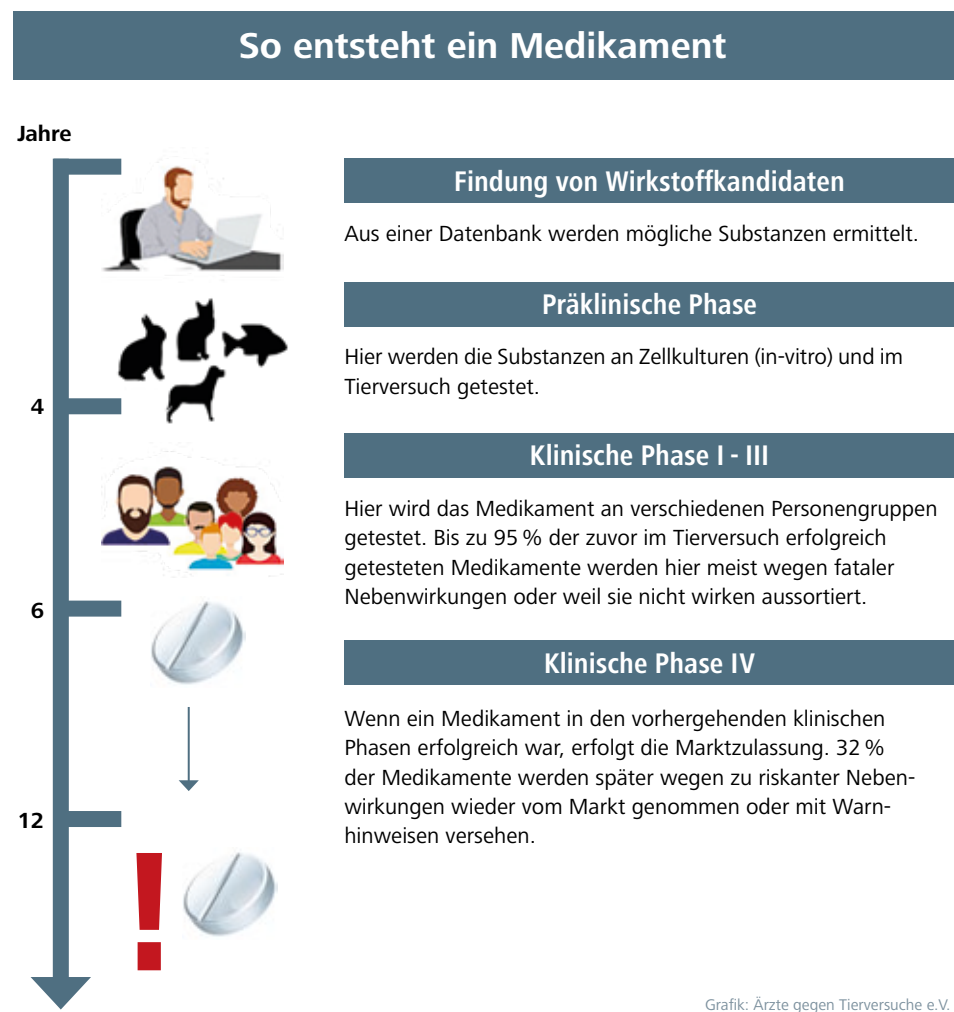 So entsteht ein Medikament
Jahre
Findung von Wirkstoffkandidaten
Aus einer Datenbank werden mögliche Substanzen ermittelt.
Präklinische Phase
Hier werden die Substanzen an Zellkulturen (in-vitro) und im
Tierversuch getestet.
4
Klinische Phase I - III
Hier wird das Medikament an verschiedenen Personengruppen
getestet. Bis zu 95 % der zuvor im Tierversuch erfolgreich
getesteten Medikamente werden hier meist wegen fataler
Nebenwirkungen oder weil sie nicht wirken aussortiert.
6
Klinische Phase IV
Wenn ein Medikament in den vorhergehenden klinischen
Phasen erfolgreich war, erfolgt die Marktzulassung. 32 %
der Medikamente werden später wegen zu riskanter Neben-
wirkungen wieder vom Markt genommen oder mit Warn-
hinweisen versehen.
12
!
Grafik: Ärzte gegen Tierversuche e.V.